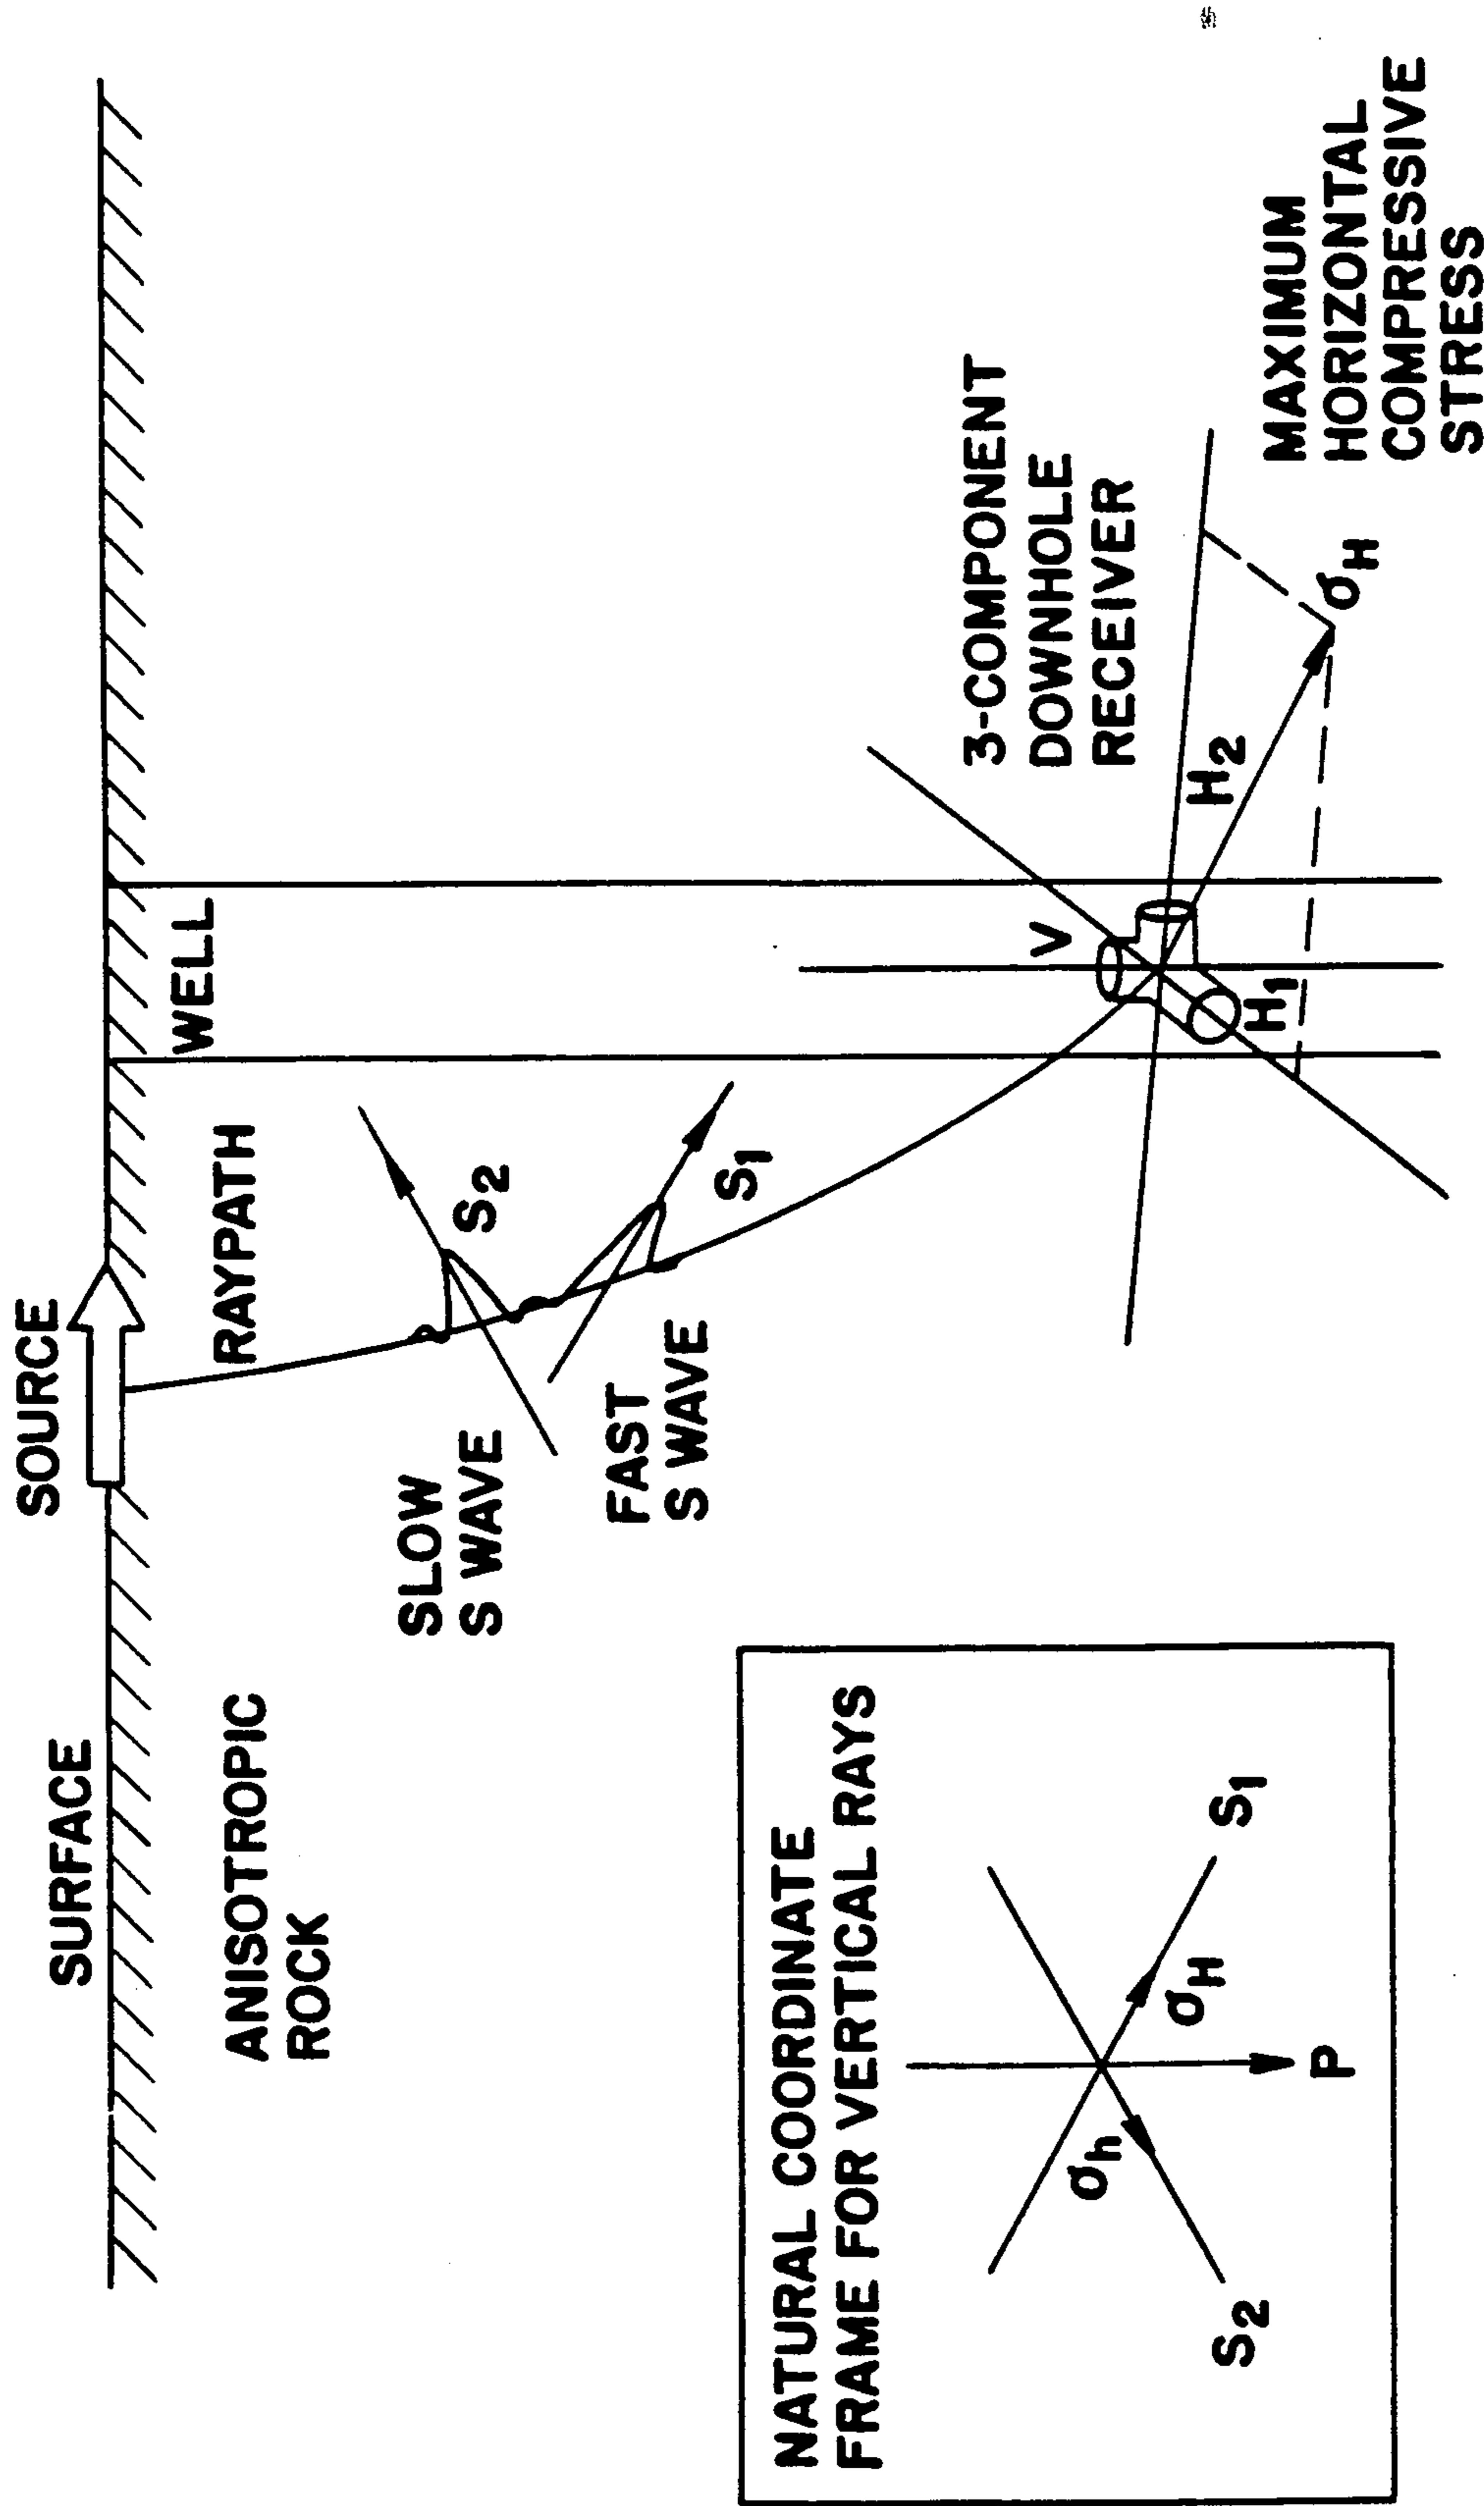 SURFACE
SOURCE
ANISOTROPIC
ROCK
RAYPATH
WELL
SLOW
S WAVE
S2
FAST
S WAVE
S1
3-COMPONENT
DOWNHOLE
RECEIVER
V
H2
H1
σH
MAXIMUM
HORIZONTAL
COMPRESSIVE
STRESS
NATURAL COORDINATE
FRAME FOR VERTICAL RAYS
σh
σH
S2
P
S1